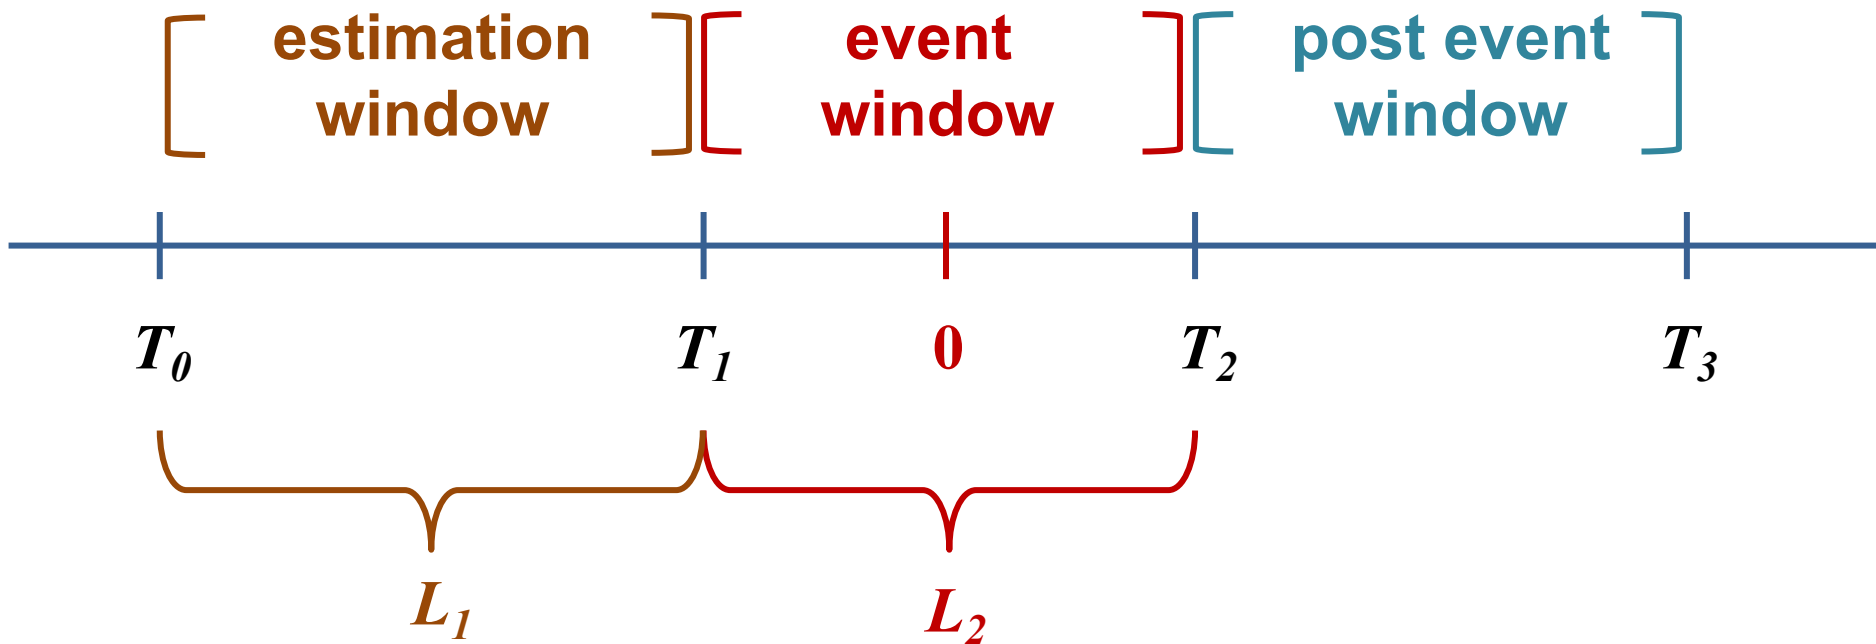 estimation
window
event
window
post event
window
T0
T1
0
T2
T3
L1
L2